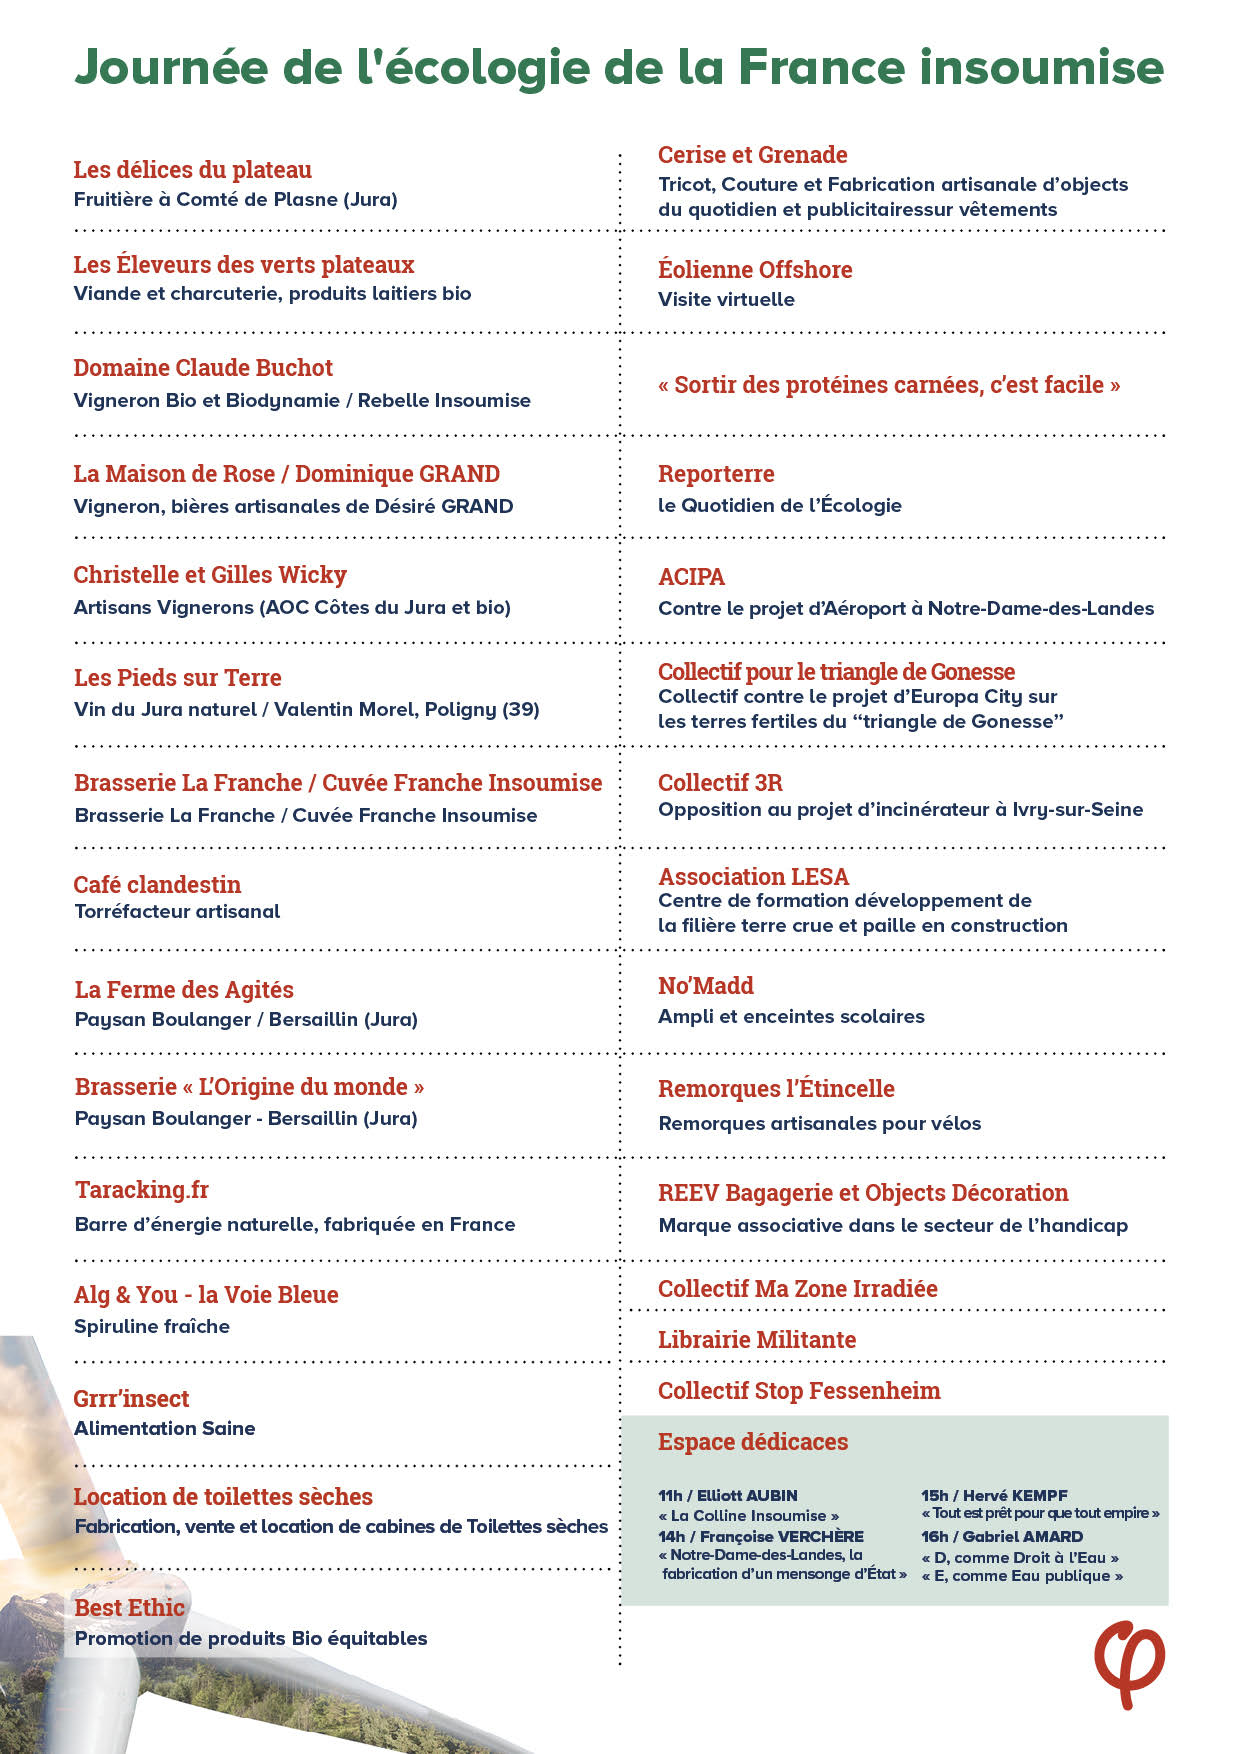 Journée de l'écologie de la France insoumise
Les délices du plateau
Fruitière à Comté de Plasne (Jura)
Les Éleveurs des verts plateaux
Viande et charcuterie, produits laitiers bio
Domaine Claude Buchot
Vigneron Bio et Biodynamie / Rebelle Insoumise
La Maison de Rose / Dominique GRAND
Vigneron, bières artisanales de Désiré GRAND
Christelle et Gilles Wicky
Artisans Vignerons (AOC Côtes du Jura et bio)
Les Pieds sur Terre
Vin du Jura naturel / Valentin Morel, Poligny (39)
Brasserie La Franche / Cuvée Franche Insoumise
Brasserie La Franche / Cuvée Franche Insoumise
Café clandestin
Torréfacteur artisanal
La Ferme des Agités
Paysan Boulanger / Bersaillin (Jura)
Brasserie « L’Origine du monde »
Paysan Boulanger - Bersaillin (Jura)
Taracking.fr
Barre d’énergie naturelle, fabriquée en France
Alg & You - la Voie Bleue
Spiruline fraîche
Grrr’insect
Alimentation Saine
Location de toilettes sèches
Fabrication, vente et location de cabines de Toilettes sèches
Best Ethic
Promotion de produits Bio équitables
Cerise et Grenade
Tricot, Couture et Fabrication artisanale d’objects
du quotidien et publicitairessur vêtements
Éolienne Offshore
Visite virtuelle
« Sortir des protéines carnées, c’est facile »
Reporterre
le Quotidien de l’Écologie
ACIPA
Contre le projet d’Aéroport à Notre-Dame-des-Landes
Collectif pour le triangle de Gonesse
Collectif contre le projet d’Europa City sur
les terres fertiles du “triangle de Gonesse”
Collectif 3R
Opposition au projet d’incinérateur à Ivry-sur-Seine
Association LESA
Centre de formation développement de
la filière terre crue et paille en construction
No’Madd
Ampli et enceintes scolaires
Remorques l’Étincelle
Remorques artisanales pour vélos
REEV Bagagerie et Objects Décoration
Marque associative dans le secteur de l’handicap
Collectif Ma Zone Irradiée
Librairie Militante
Collectif Stop Fessenheim
Espace dédicaces
11h / Elliott AUBIN
« La Colline Insoumise »
14h / Françoise VERCHÈRE
« Notre-Dame-des-Landes, la
fabrication d’un mensonge d’État »
15h / Hervé KEMPF
« Tout est prêt pour que tout empire »
16h / Gabriel AMARD
« D, comme Droit à l’Eau »
« E, comme Eau publique »
φ